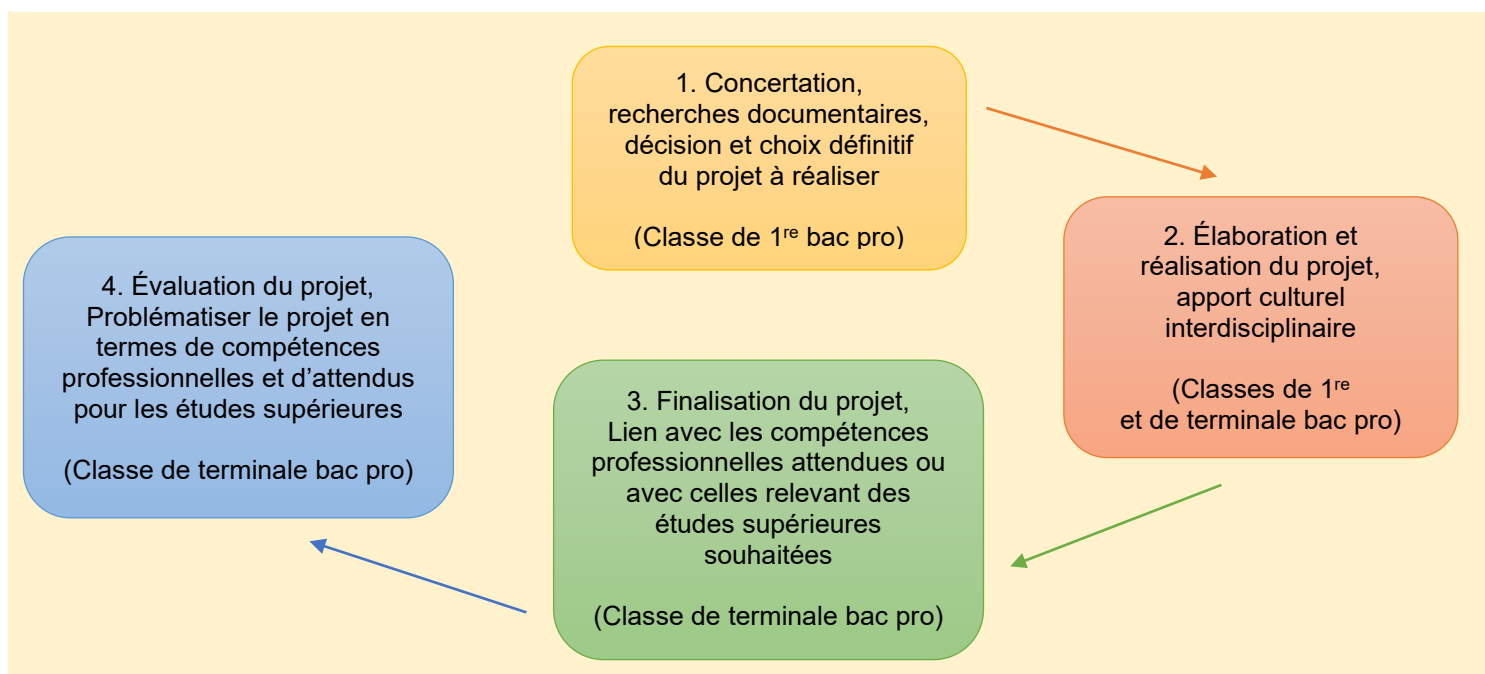 1. Concertation,
recherches documentaires,
décision et choix définitif
du projet à réaliser
(Classe de 1re bac pro)
2. Élaboration et
réalisation du projet,
apport culturel
interdisciplinaire
(Classes de 1re
et de terminale bac pro)
3. Finalisation du projet,
Lien avec les compétences
professionnelles attendues ou
avec celles relevant des
études supérieures
souhaitées
(Classe de terminale bac pro)
4. Évaluation du projet,
Problématiser le projet en
termes de compétences
professionnelles et d’attendus
pour les études supérieures
(Classe de terminale bac pro)